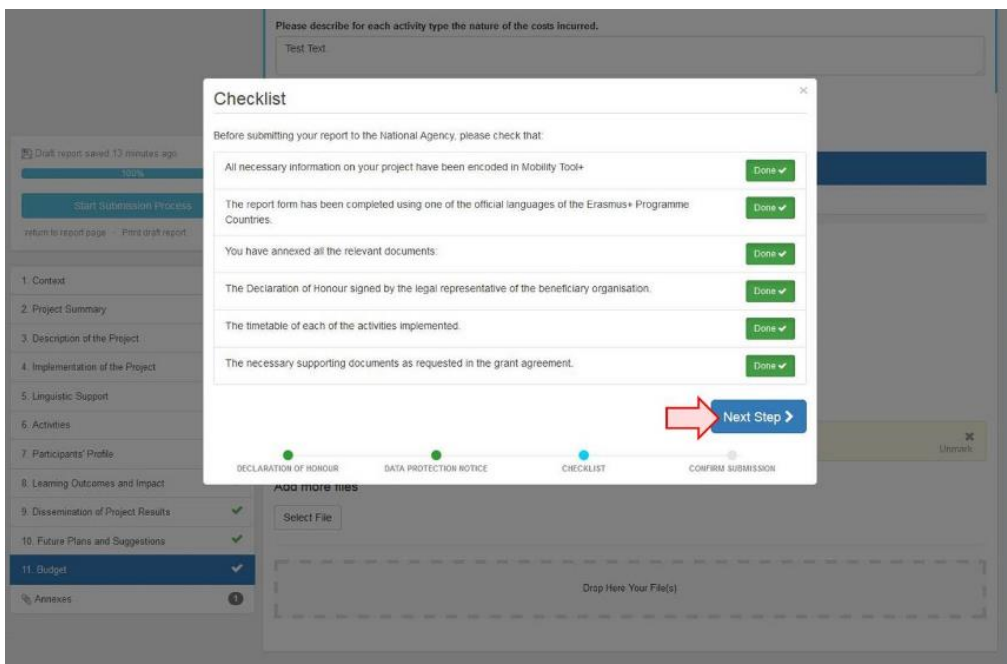 Please describe for each activity type the nature of the costs incurred.
Test Text
Checklist
×
Before submitting your report to the National Agency, please check that:
All necessary information on your project have been encoded in Mobility Tool+
Done
The report form has been completed using one of the official languages of the Erasmus+ Programme
Countries.
Done
You have annexed all the relevant documents:
Done
The Declaration of Honour signed by the legal representative of the beneficiary organisation.
Done
The timetable of each of the activities implemented.
Done
The necessary supporting documents as requested in the grant agreement.
Done
Next Step
DECLARATION OF HONOUR
DATA PROTECTION NOTICE
CHECKLIST
CONFIRM SUBMISSION
Draft report saved 13 minutes ago
100%
Start Submission Process
return to report page - Print draft report
1. Context
2. Project Summary
3. Description of the Project
4. Implementation of the Project
5. Linguistic Support
6. Activities
7. Participants' Profile
8. Learning Outcomes and Impact
9. Dissemination of Project Results
10. Future Plans and Suggestions
11. Budget
Annexes
1
Unmark
Add more files
Select File
Drop Here Your File(s)